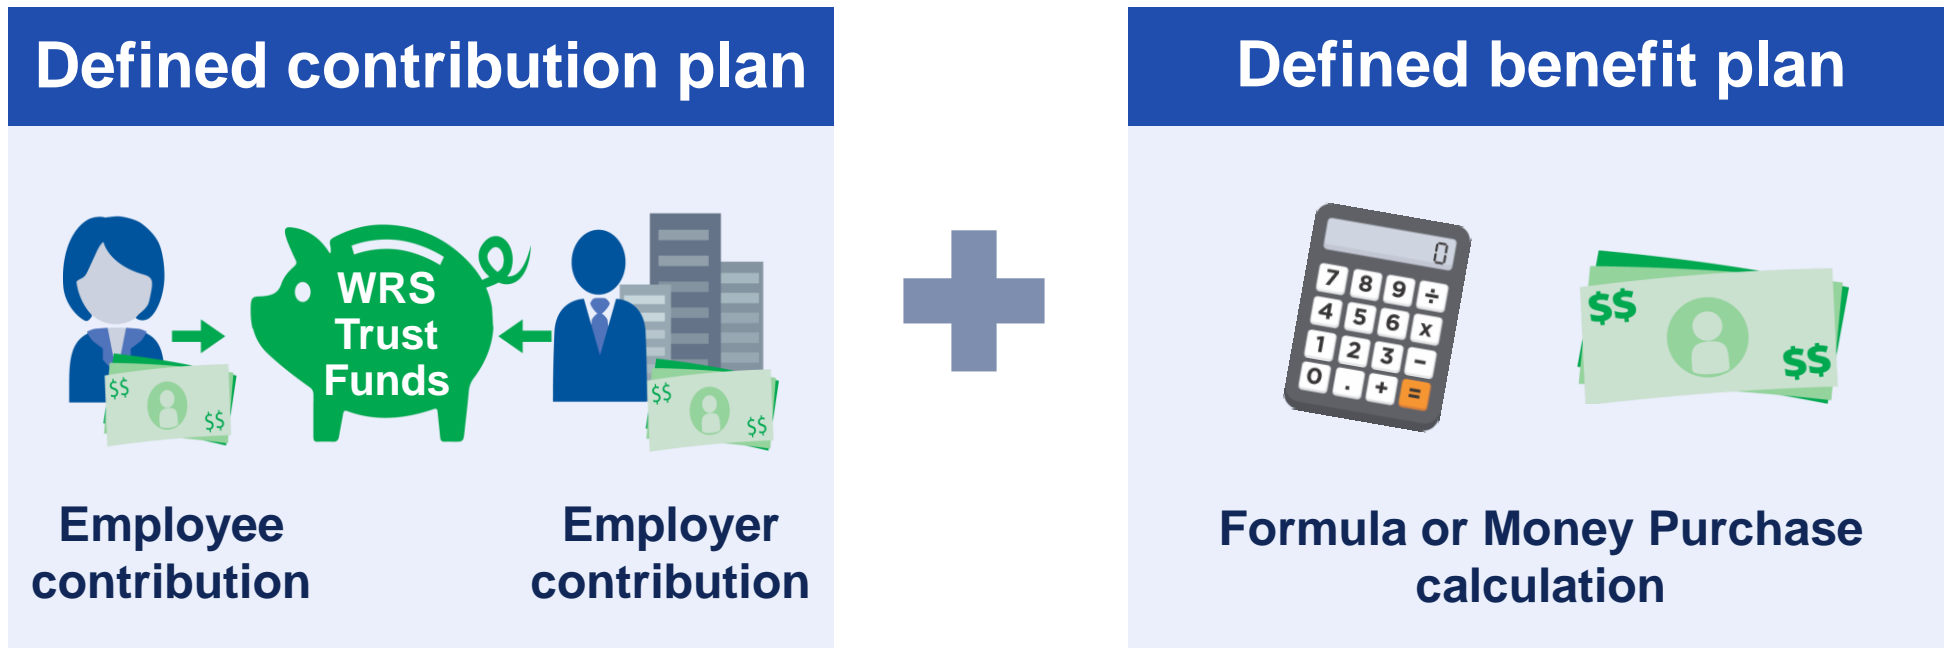 Defined contribution plan
WRS
Trust
Funds
$$
$$
$$
$$
Employee
contribution
Employer
contribution
Defined benefit plan
0
7 8 9 ÷
4 5 6 x
1 2 3 −
0 . + =
$$
$$
Formula or Money Purchase
calculation